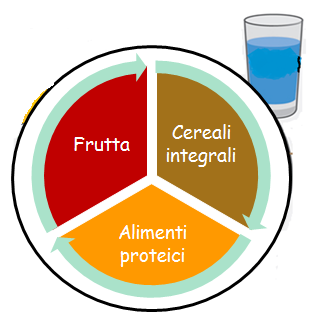 Frutta
Cereali
integrali
Alimenti
proteici